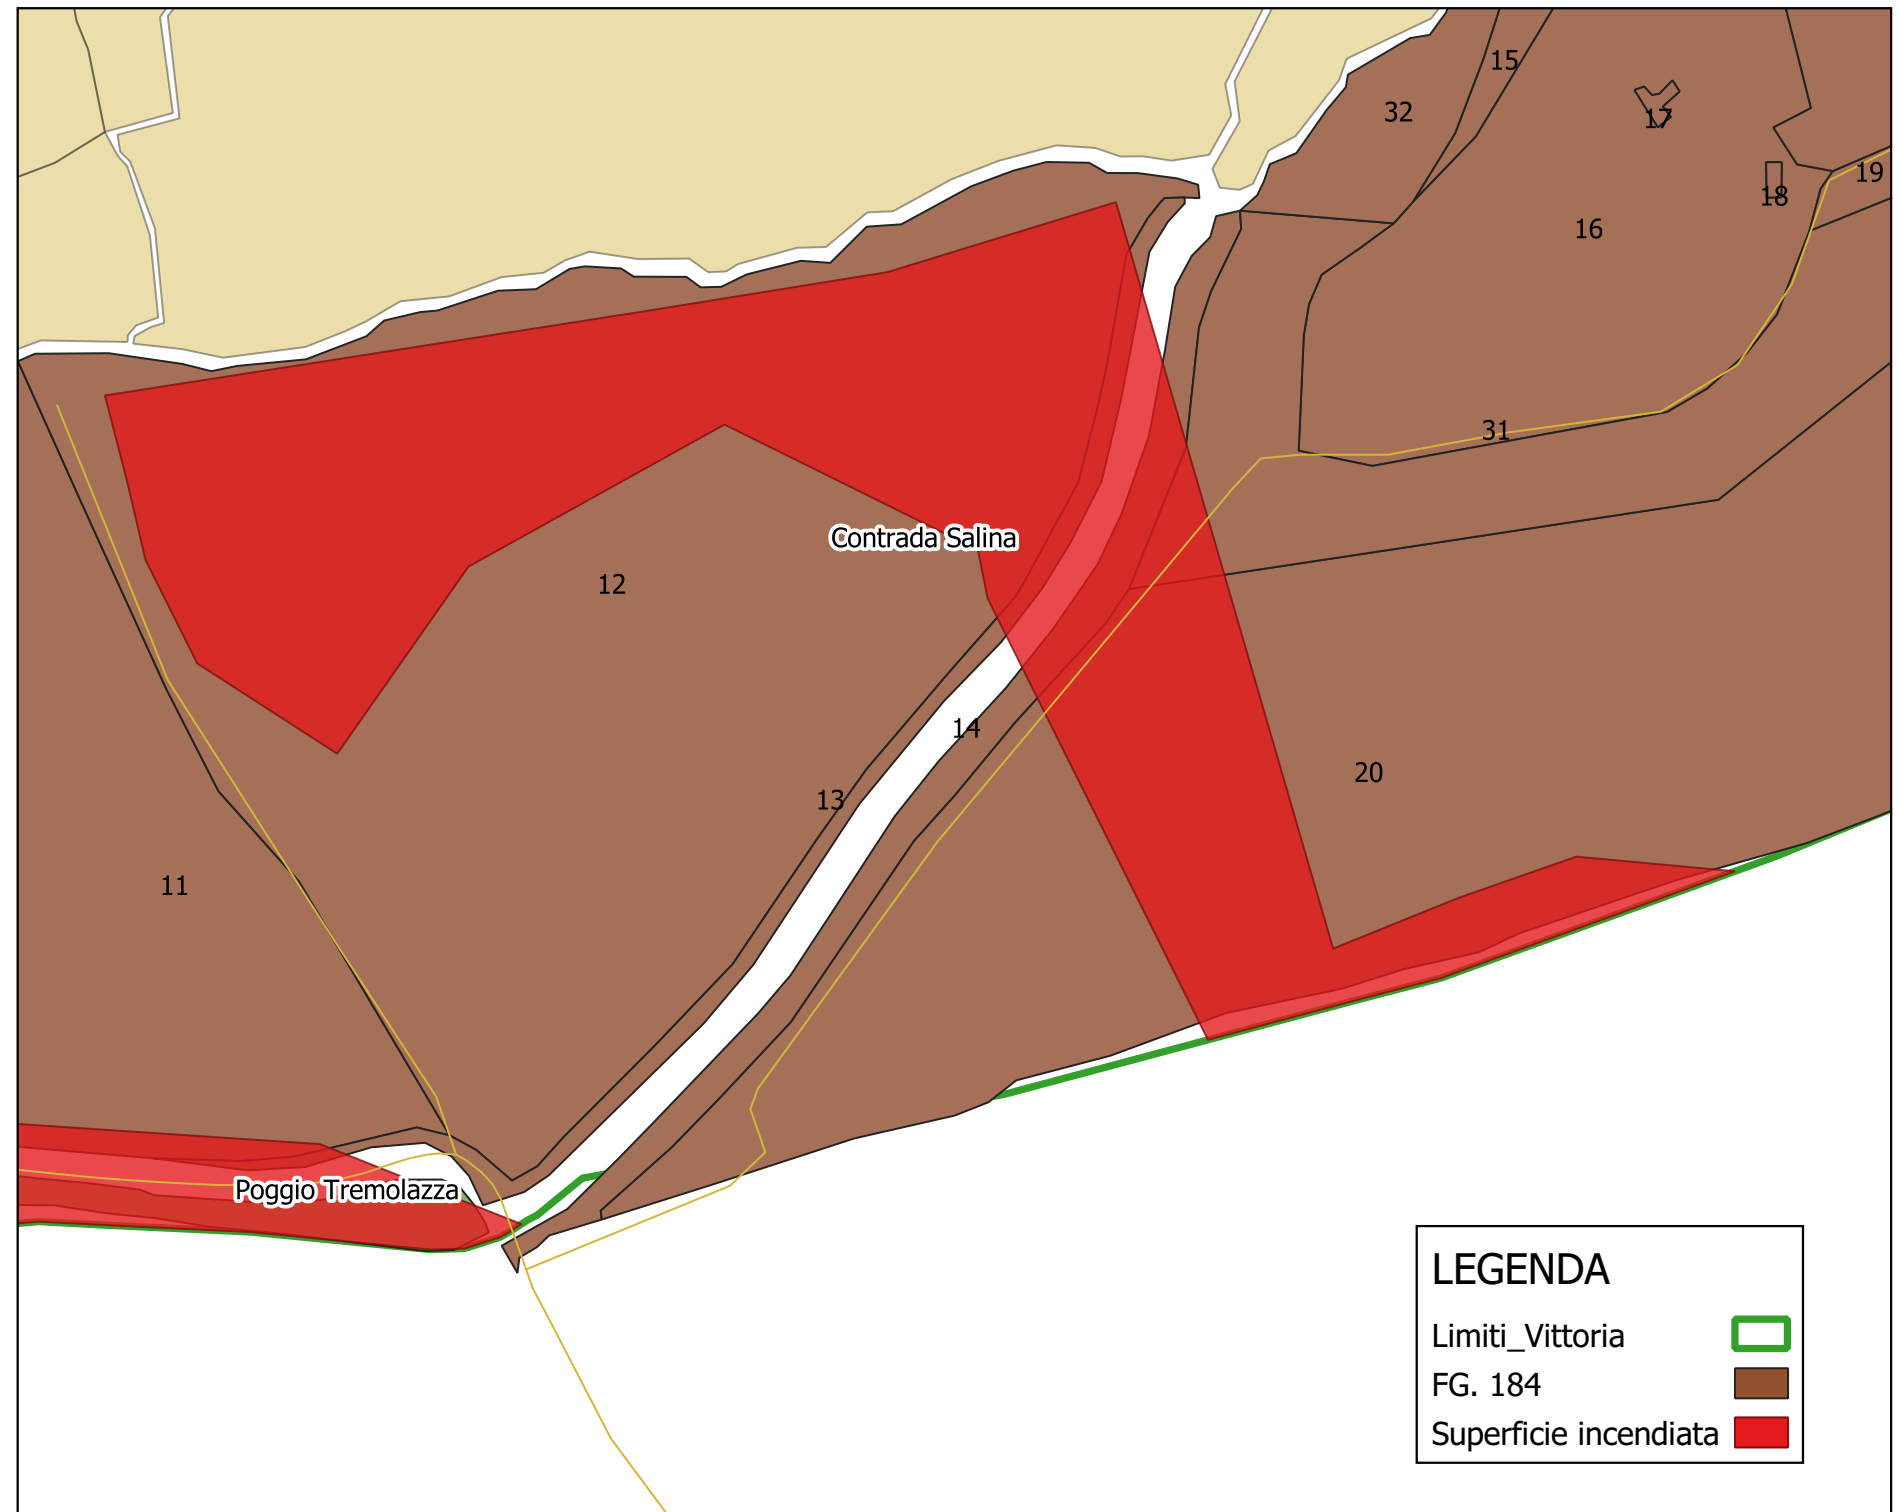 15
32
17
19
18
16
31
Contrada Salina
12
14
20
13
11
Poggio Tremolazza
LEGENDA
Limiti_Vittoria
FG. 184
Superficie incendiata